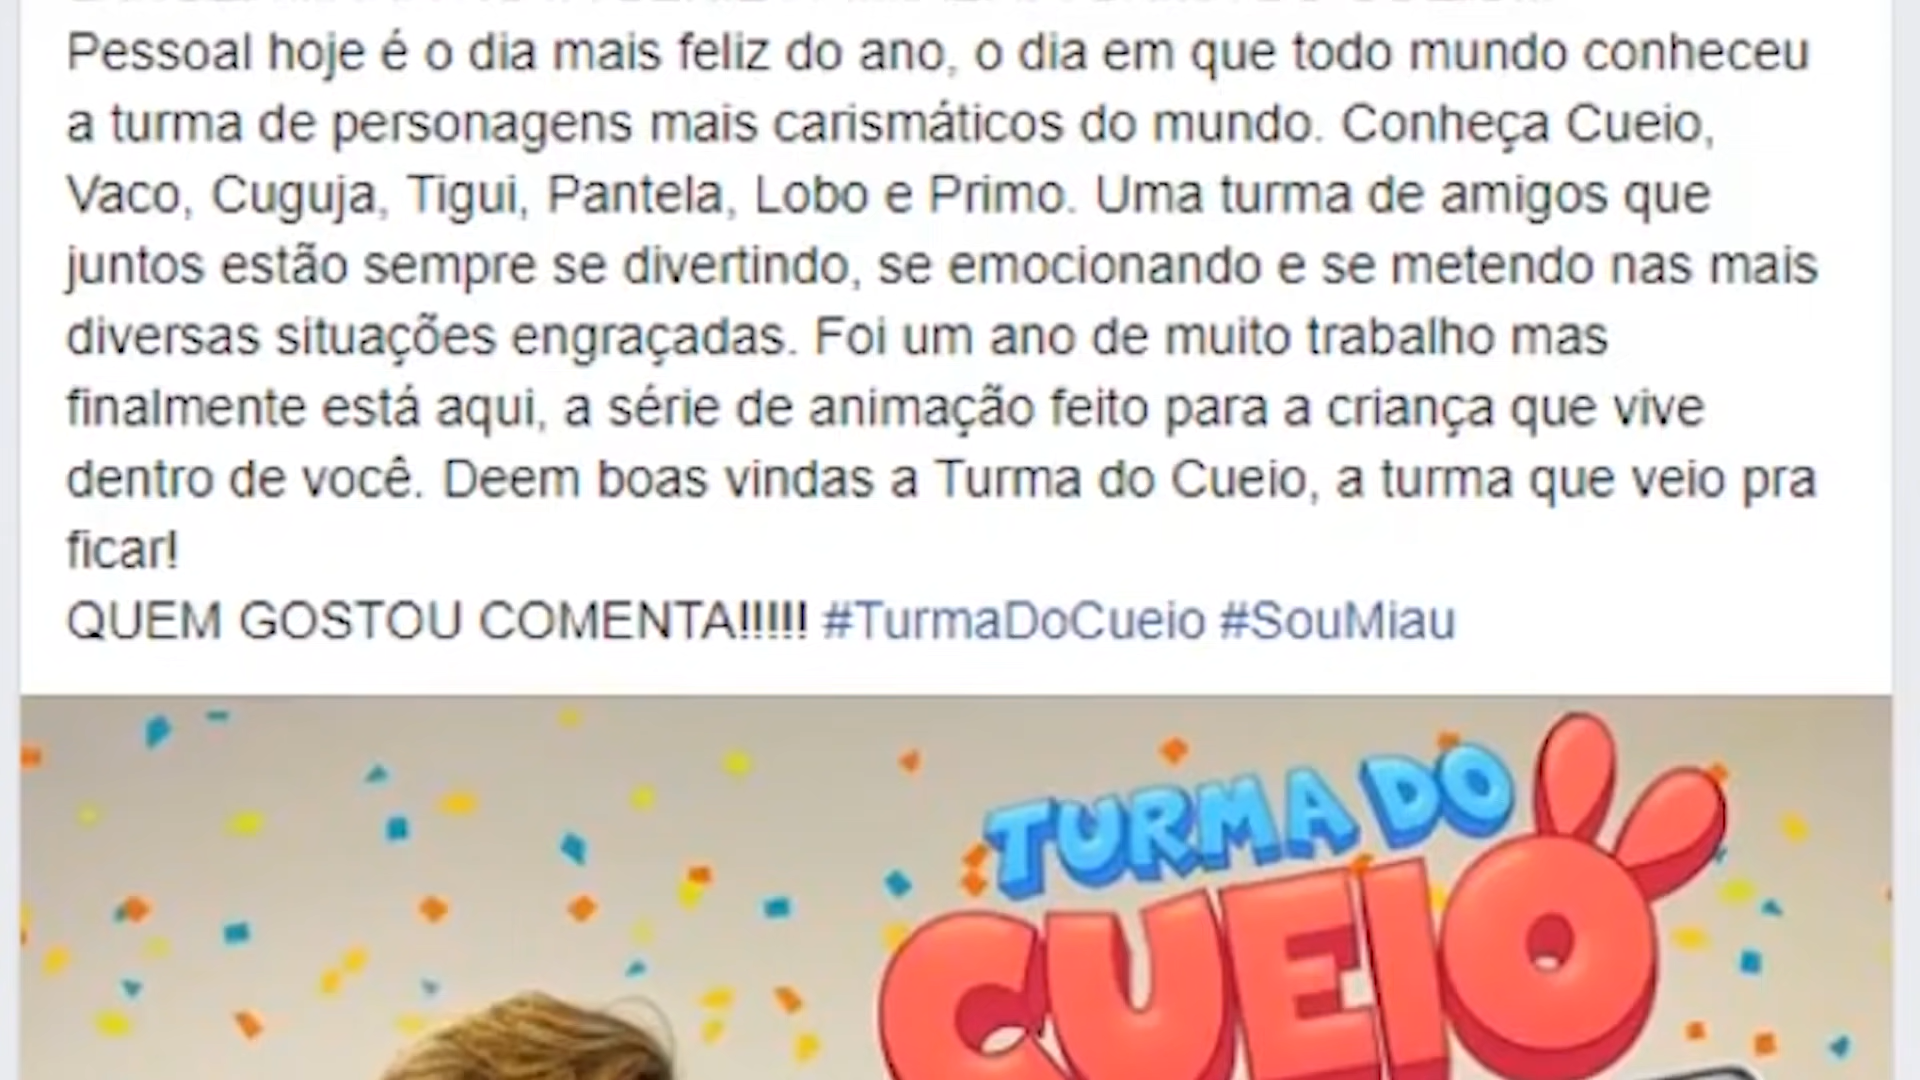 Pessoal hoje é o dia mais feliz do ano, o dia em que todo mundo conheceu
a turma de personagens mais carismáticos do mundo. Conheça Cueio,
Vaco, Cuguja, Tigui, Pantela, Lobo e Primo. Uma turma de amigos que
juntos estão sempre se divertindo, se emocionando e se metendo nas mais
diversas situações engraçadas. Foi um ano de muito trabalho mas
finalmente está aqui, a série de animação feito para a criança que vive
dentro de você. Deem boas vindas a Turma do Cueio, a turma que veio pra
ficar!
QUEM GOSTOU COMENTA!!!!! #TurmaDoCueio #SouMiau
TURMA DO
CUEIO